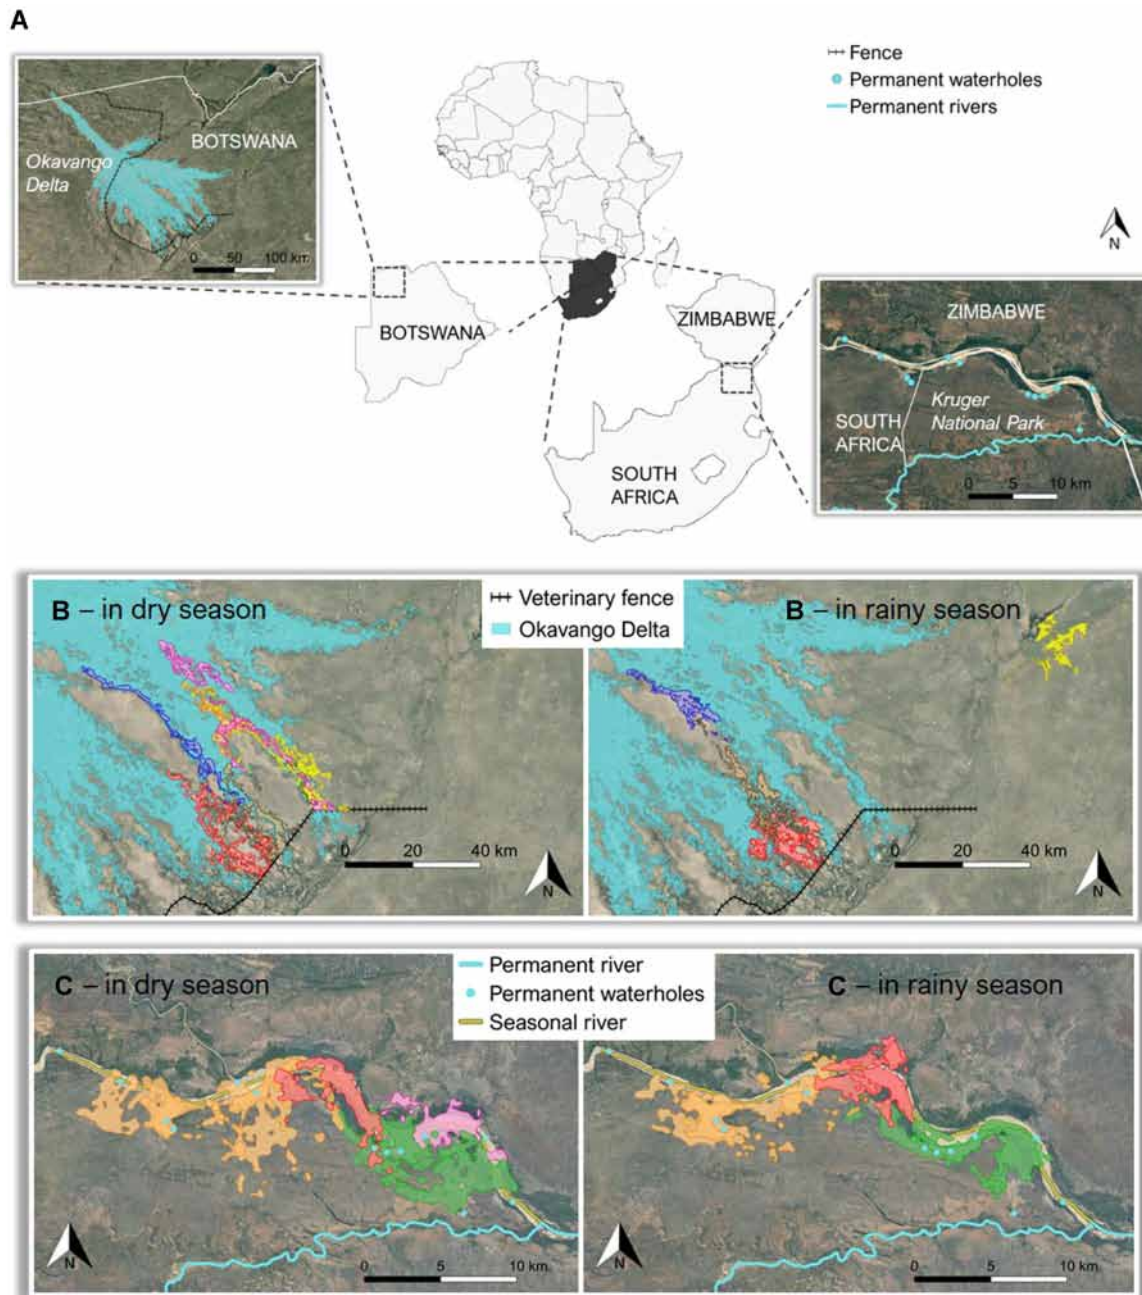 A
Fence
Permanent waterholes
Permanent rivers
BOTSWANA
Okavango
Delta
0 50 100 km
N
BOTSWANA
ZIMBABWE
SOUTH
AFRICA
ZIMBABWE
Kruger
National Park
SOUTH
AFRICA
0 5 10 km
B – in dry season
Veterinary fence
Okavango Delta
0 20 40 km
N
B – in rainy season
0 20 40 km
N
C – in dry season
Permanent river
Permanent waterholes
Seasonal river
0 5 10 km
N
C – in rainy season
0 5 10 km
N